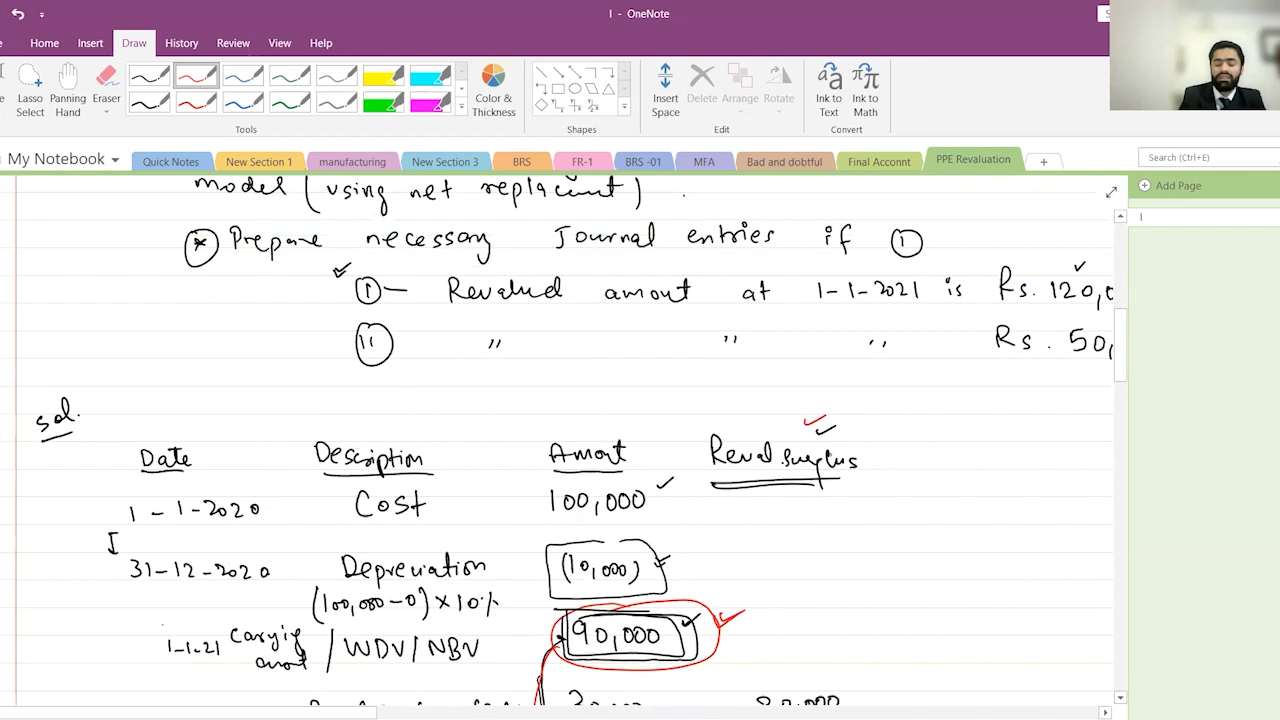 I - OneNote
Home Insert Draw History Review View Help
Lasso Select Panning Hand Eraser Color & Thickness Insert Space Delete Arrange Rotate Ink to Text Ink to Math
Tools Shapes Edit Convert
My Notebook Quick Notes New Section 1 manufacturing New Section 3 BRS FR-1 BRS -01 MFA Bad and dobtful Final Acconnt PPE Revaluation + Search (Ctrl+E)
Add Page
I
model (using net replacment) .
* Prepare necessary Journal entries if (i)
(i) — Revalued amount at 1-1-2021 is Rs. 120,0
(ii) " " " Rs. 50,
Sol.
Date Description Amount Reval. surplus
1-1-2020 Cost 100,000
31-12-2020 Depreciation (10,000)
(100,000-0) × 10%
1-1-21 Carrying amont / WDV / NBV 90,000